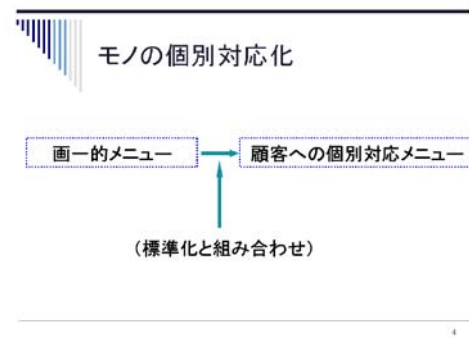 モノの個別対応化
画一的メニュー
顧客への個別対応メニュー
（標準化と組み合わせ）
4